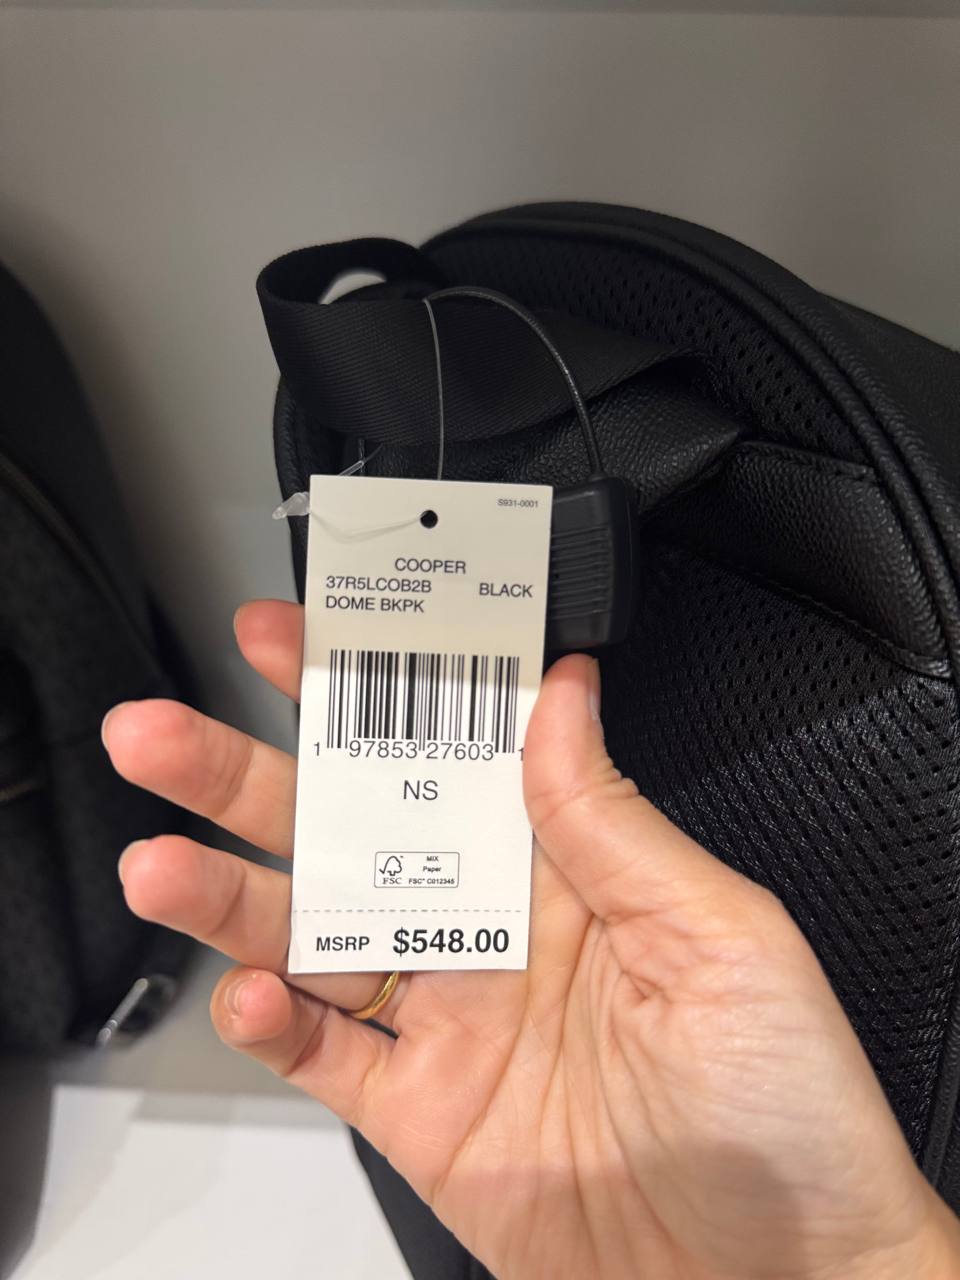 S931-0001
COOPER
37R5LCOB2B BLACK
DOME BKPK
1 97853 27603 1
NS
FSC
MIX
Paper
FSC™ C012345
MSRP $548.00